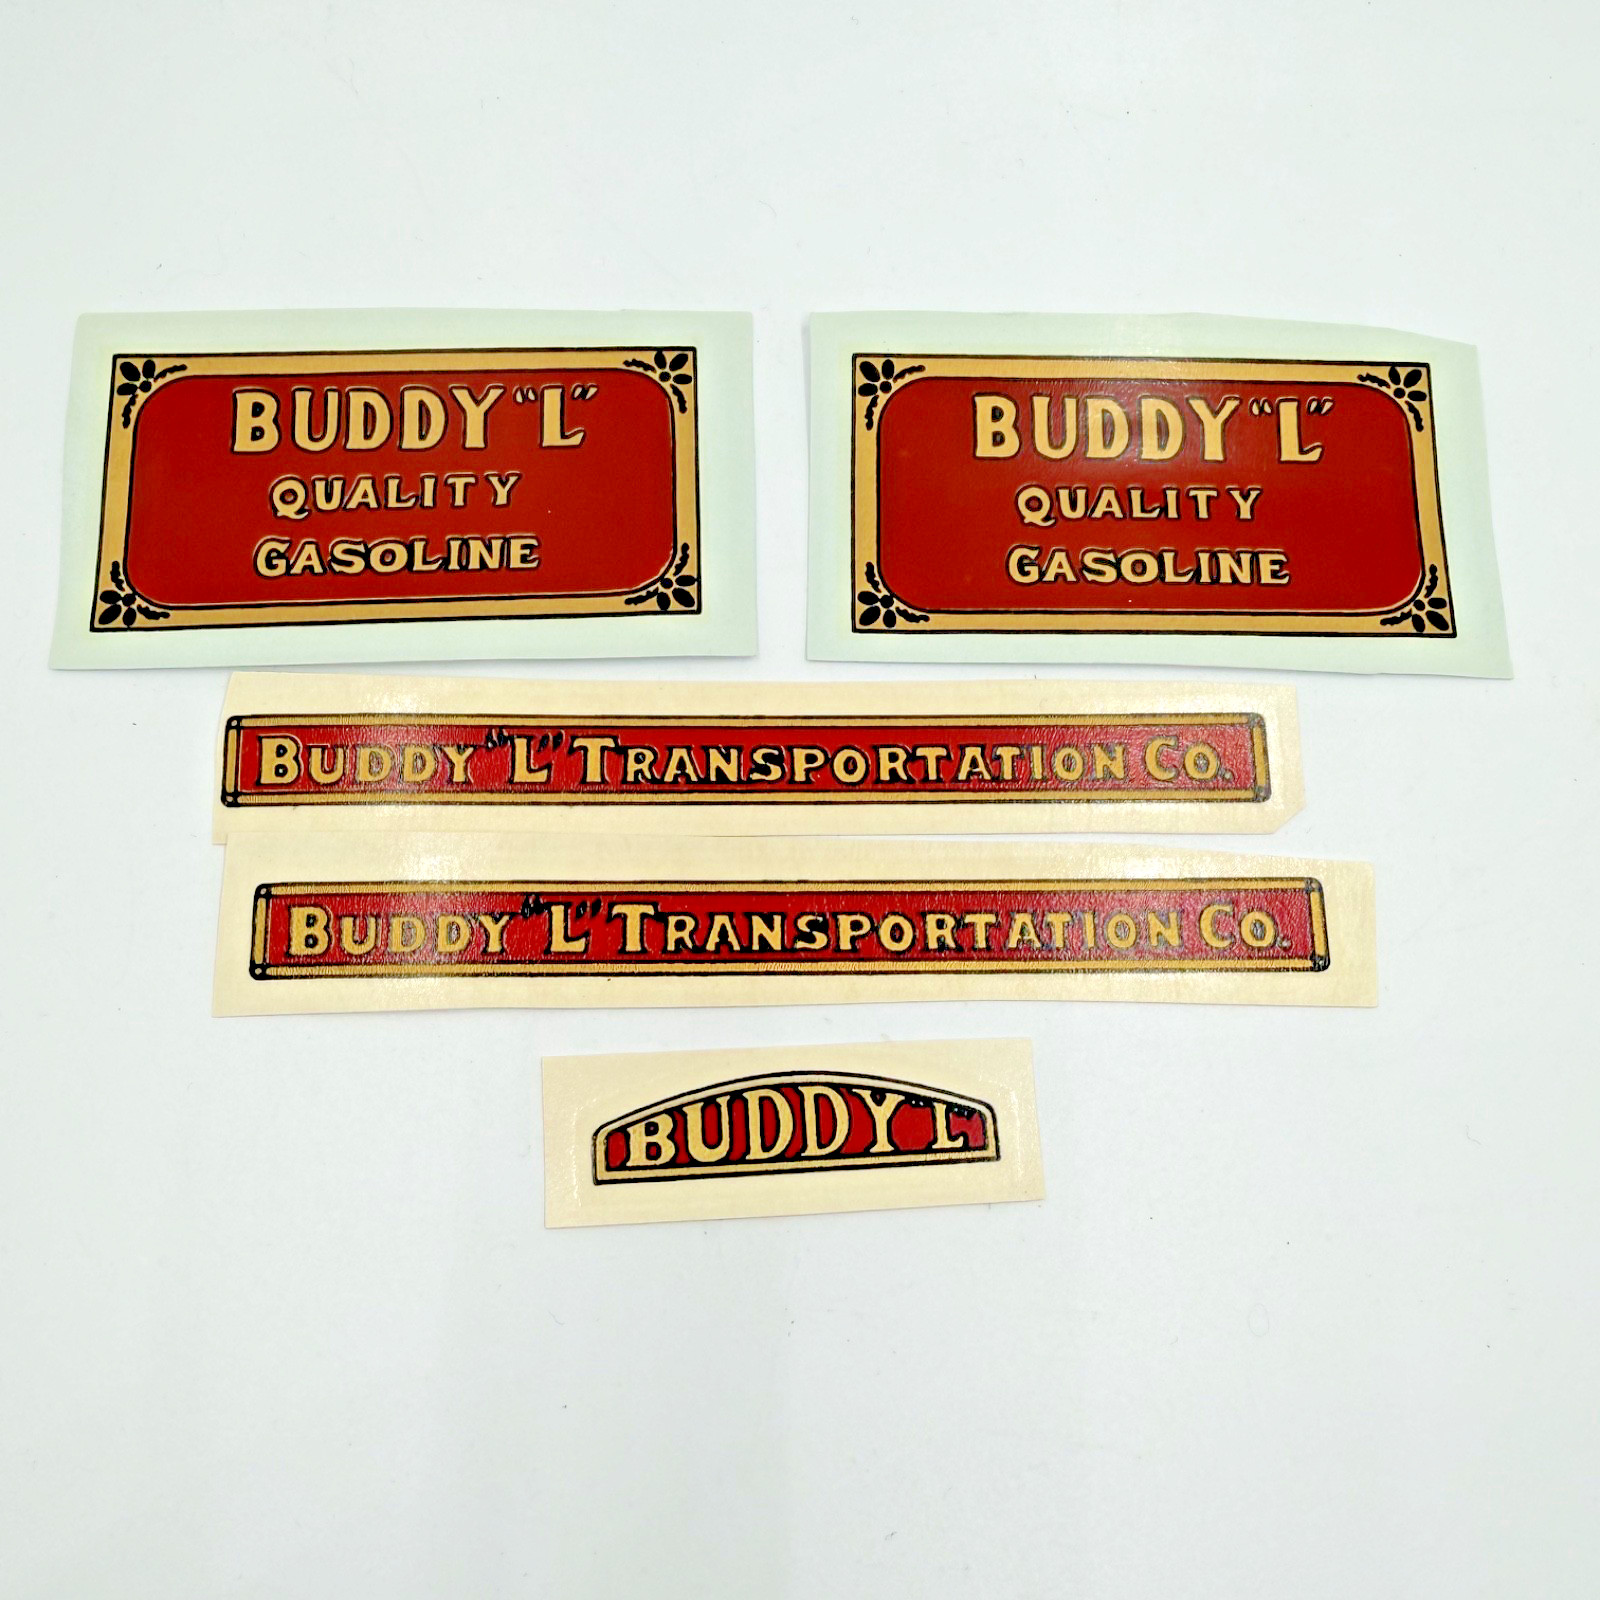 BUDDY "L"
QUALITY
GASOLINE
BUDDY "L"
QUALITY
GASOLINE
BUDDY "L" TRANSPORTATION CO.
BUDDY "L" TRANSPORTATION CO.
BUDDY "L"